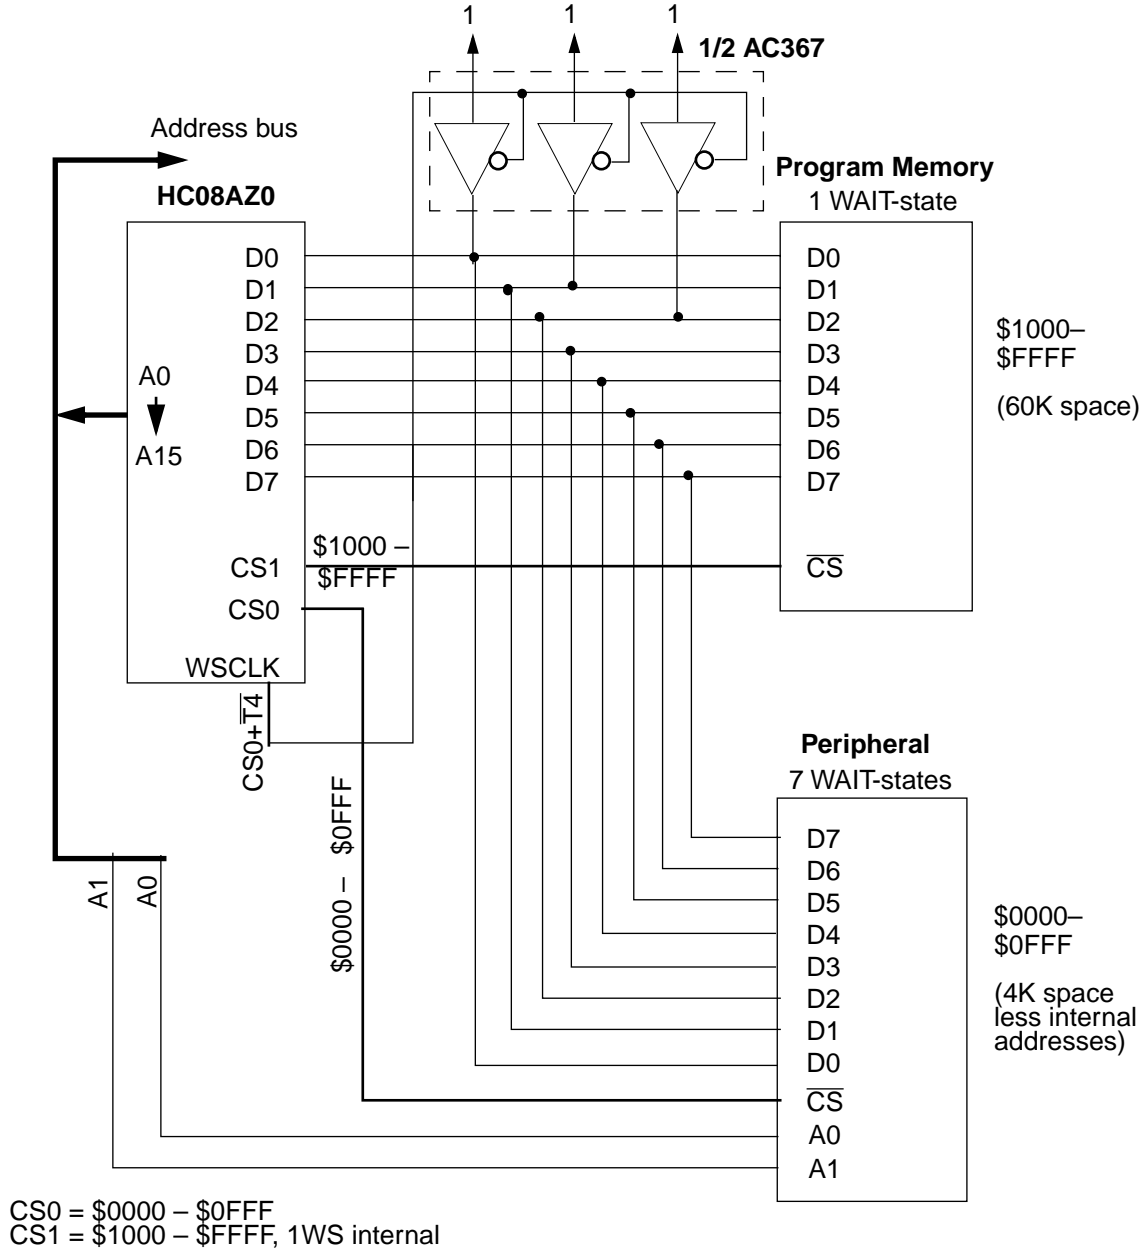 1 1 1
1/2 AC367
Address bus
HC08AZ0
Program Memory
1 WAIT-state
D0 D0
D1 D1
D2 D2
D3 D3
D4 D4
D5 D5
D6 D6
D7 D7
A0
A15
$1000–
$FFFF
(60K space)
$1000 –
$FFFF
CS1
CS0
WSCLK
C̅S̅
CS0+T̅4̅
$0000 – $0FFF
Peripheral
7 WAIT-states
D7
D6
D5
D4
D3
D2
D1
D0
C̅S̅
A0
A1
$0000–
$0FFF
(4K space
less internal
addresses)
A1
A0
CS0 = $0000 – $0FFF
CS1 = $1000 – $FFFF, 1WS internal